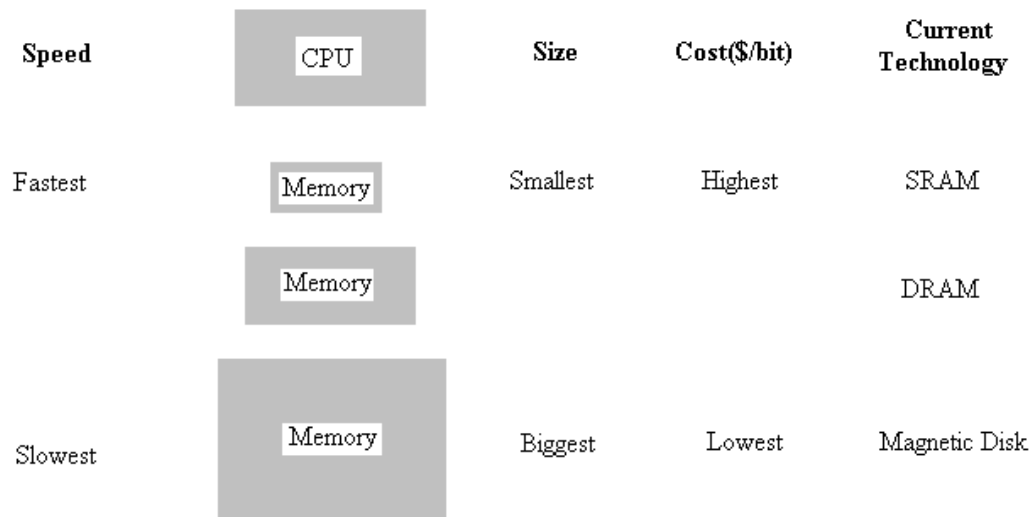 Speed CPU Size Cost($/bit) Current Technology
Fastest Memory Smallest Highest SRAM
Memory DRAM
Slowest Memory Biggest Lowest Magnetic Disk